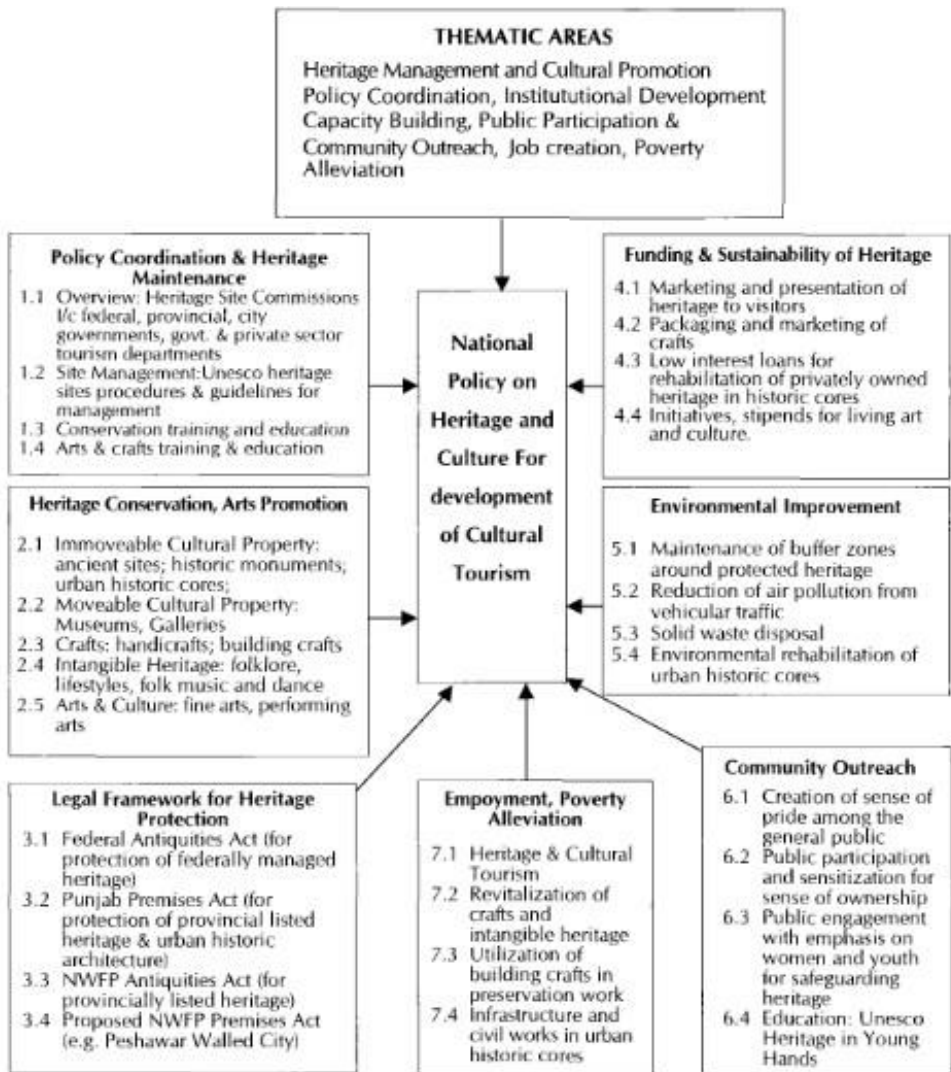 THEMATIC AREAS
Heritage Management and Cultural Promotion
Policy Coordination, Institututional Development
Capacity Building, Public Participation &
Community Outreach, Job creation, Poverty
Alleviation
Policy Coordination & Heritage
Maintenance
1.1 Overview: Heritage Site Commissions
I/c federal, provincial, city
governments, govt. & private sector
tourism departments
1.2 Site Management:Unesco heritage
sites procedures & guidelines for
management
1.3 Conservation training and education
1.4 Arts & crafts training & education
Heritage Conservation, Arts Promotion
2.1 Immoveable Cultural Property:
ancient sites; historic monuments;
urban historic cores;
2.2 Moveable Cultural Property:
Museums, Galleries
2.3 Crafts: handicrafts; building crafts
2.4 Intangible Heritage: folklore,
lifestyles, folk music and dance
2.5 Arts & Culture: fine arts, performing
arts
Legal Framework for Heritage
Protection
3.1 Federal Antiquities Act (for
protection of federally managed
heritage)
3.2 Punjab Premises Act (for
protection of provincial listed
heritage & urban historic
architecture)
3.3 NWFP Antiquities Act (for
provincially listed heritage)
3.4 Proposed NWFP Premises Act
(e.g. Peshawar Walled City)
National
Policy on
Heritage and
Culture For
development
of Cultural
Tourism
Funding & Sustainability of Heritage
4.1 Marketing and presentation of
heritage to visitors
4.2 Packaging and marketing of
crafts
4.3 Low interest loans for
rehabilitation of privately owned
heritage in historic cores
4.4 Initiatives, stipends for living art
and culture.
Environmental Improvement
5.1 Maintenance of buffer zones
around protected heritage
5.2 Reduction of air pollution from
vehicular traffic
5.3 Solid waste disposal
5.4 Environmental rehabilitation of
urban historic cores
Community Outreach
6.1 Creation of sense of
pride among the
general public
6.2 Public participation
and sensitization for
sense of ownership
6.3 Public engagement
with emphasis on
women and youth
for safeguarding
heritage
6.4 Education: Unesco
Heritage in Young
Hands
Empoyment, Poverty
Alleviation
7.1 Heritage & Cultural
Tourism
7.2 Revitalization of
crafts and
intangible heritage
7.3 Utilization of
building crafts in
preservation work
7.4 Infrastructure and
civil works in urban
historic cores